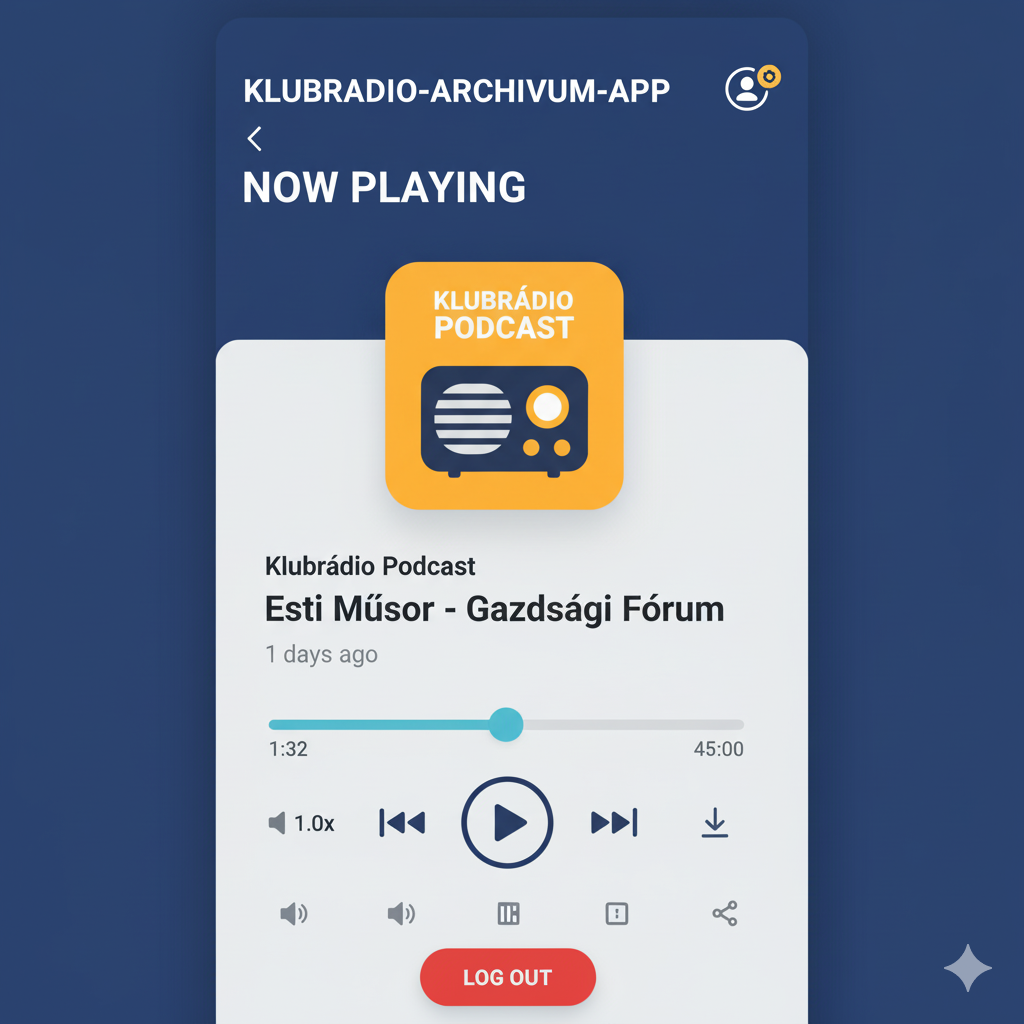 KLUBRADIO-ARCHIVUM-APP
NOW PLAYING
KLUBRÁDIO
PODCAST
Klubrádio Podcast
Esti Műsor - Gazdsági Fórum
1 days ago
1:32
45:00
1.0x
LOG OUT